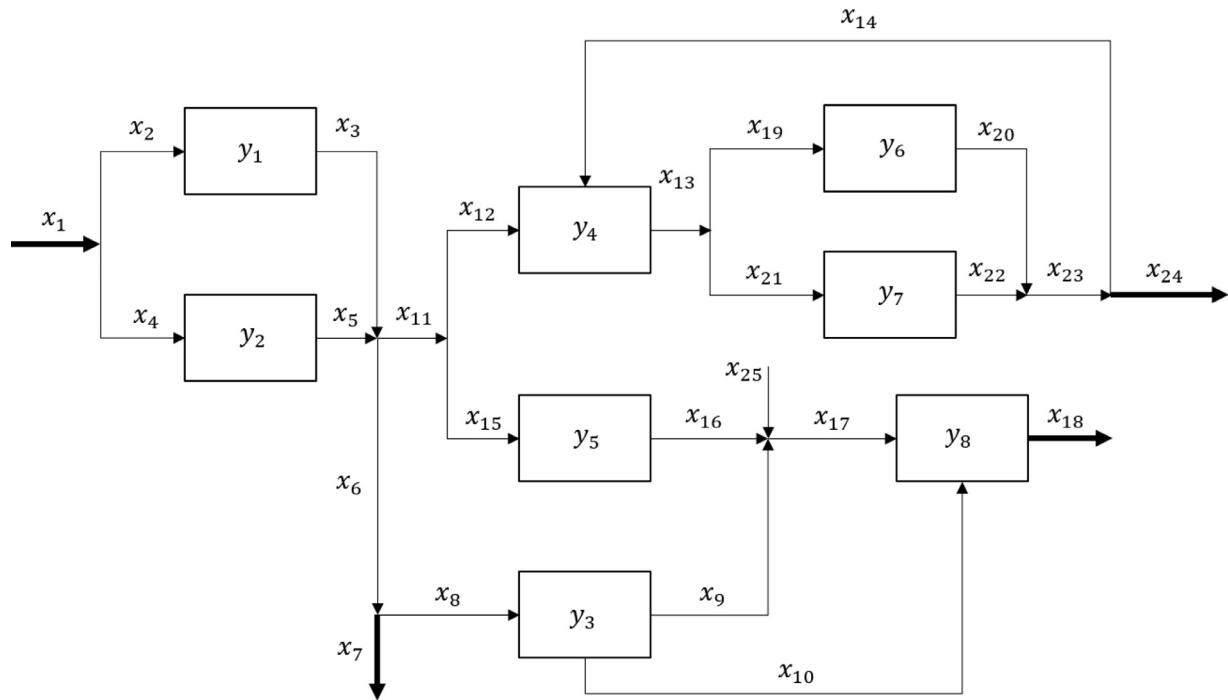 x₁₄
x₂
y₁
x₃
x₁₉
y₆
x₂₀
x₁
x₁₂
y₄
x₁₃
x₄
y₂
x₅
x₁₁
x₂₁
y₇
x₂₂
x₂₃
x₂₄
x₂₅
x₁₅
y₅
x₁₆
x₁₇
y₈
x₁₈
x₆
x₈
y₃
x₉
x₇
x₁₀